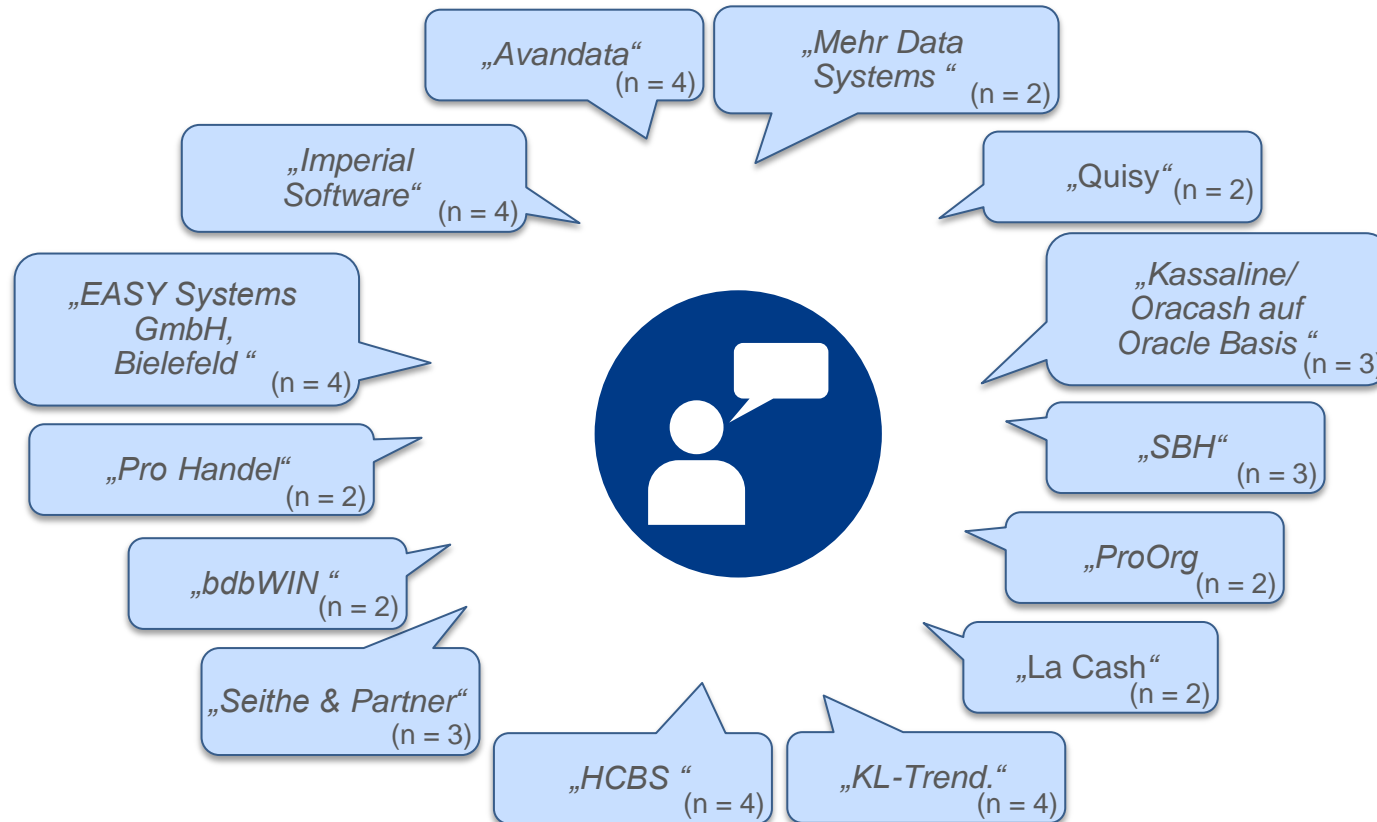 „Avandata“
(n = 4)
„Mehr Data
Systems “
(n = 2)
„Imperial
Software“
(n = 4)
„Quisy“
(n = 2)
„EASY Systems
GmbH,
Bielefeld “
(n = 4)
„Kassaline/
Oracash auf
Oracle Basis “
(n = 3)
„Pro Handel“
(n = 2)
„SBH“
(n = 3)
„bdbWIN “
(n = 2)
„ProOrg
(n = 2)
„Seithe & Partner“
(n = 3)
„La Cash“
(n = 2)
„HCBS “
(n = 4)
„KL-Trend.“
(n = 4)